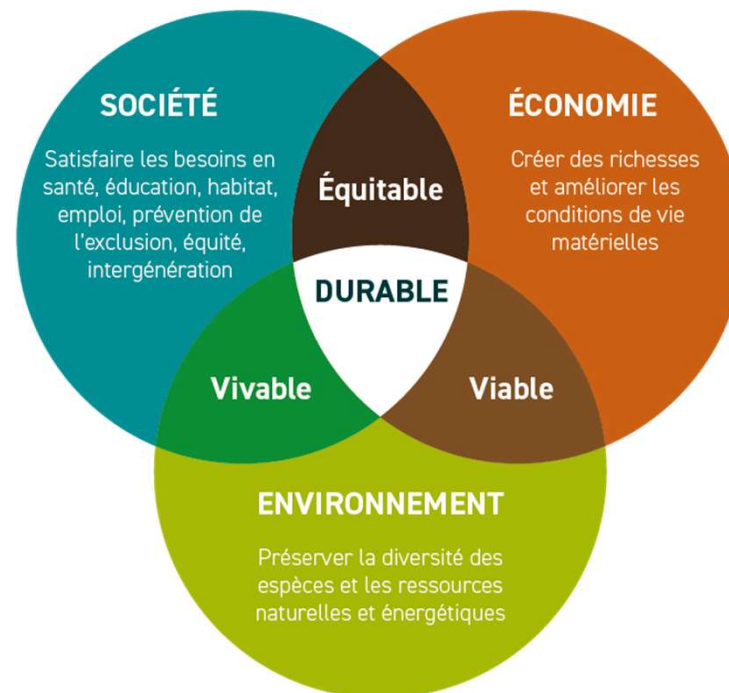 SOCIÉTÉ
Satisfaire les besoins en
santé, éducation, habitat,
emploi, prévention de
l'exclusion, équité,
intergénération
ÉCONOMIE
Créer des richesses
et améliorer les
conditions de vie
matérielles
Équitable
DURABLE
Vivable
Viable
ENVIRONNEMENT
Préserver la diversité des
espèces et les ressources
naturelles et énergétiques